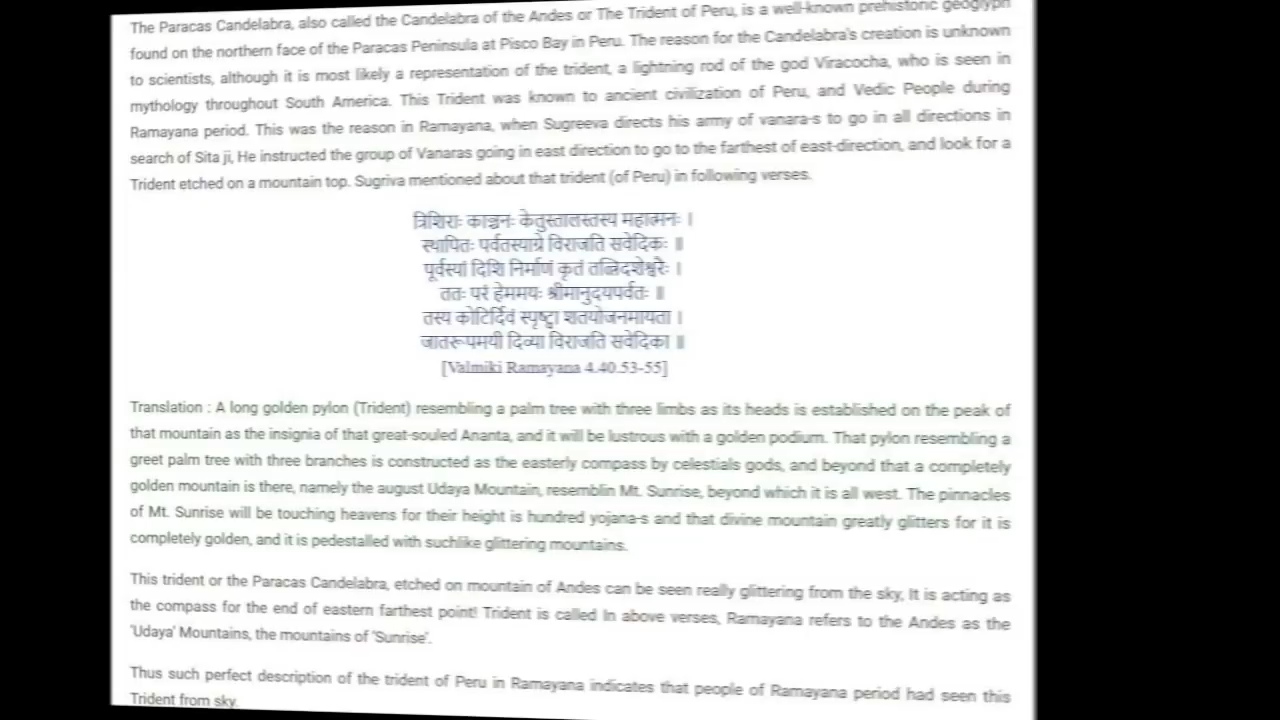 The Paracas Candelabra, also called the Candelabra of the Andes or The Trident of Peru, is a well-known prehistoric geoglyph
found on the northern face of the Paracas Peninsula at Pisco Bay in Peru. The reason for the Candelabra's creation is unknown
to scientists, although it is most likely a representation of the trident, a lightning rod of the god Viracocha, who is seen in
mythology throughout South America. This Trident was known to ancient civilization of Peru, and Vedic People during
Ramayana period. This was the reason in Ramayana, when Sugreeva directs his army of vanara-s to go in all directions in
search of Sita ji, He instructed the group of Vanaras going in east direction to go to the farthest of east-direction, and look for a
Trident etched on a mountain top. Sugriva mentioned about that trident (of Peru) in following verses.
त्रिशिराः काञ्चनः केतुस्तालस्तस्य महात्मनः ।
स्थापितः पर्वतस्याग्रे विराजति सवेदिकः ॥
पूर्वस्यां दिशि निर्माणं कृतं तत्त्रिदशेश्वरैः ।
ततः परं हेममयः श्रीमानुदयपर्वतः ॥
तस्य कोटिर्दिवं स्पृष्ट्वा शतयोजनमायता ।
जातरूपमयी दिव्या विराजति सवेदिका ॥
[Valmiki Ramayana 4.40.53-55]
Translation : A long golden pylon (Trident) resembling a palm tree with three limbs as its heads is established on the peak of
that mountain as the insignia of that great-souled Ananta, and it will be lustrous with a golden podium. That pylon resembling a
greet palm tree with three branches is constructed as the easterly compass by celestials gods, and beyond that a completely
golden mountain is there, namely the august Udaya Mountain, resemblin Mt. Sunrise, beyond which it is all west. The pinnacles
of Mt. Sunrise will be touching heavens for their height is hundred yojana-s and that divine mountain greatly glitters for it is
completely golden, and it is pedestalled with suchlike glittering mountains.
This trident or the Paracas Candelabra, etched on mountain of Andes can be seen really glittering from the sky, It is acting as
the compass for the end of eastern farthest point! Trident is called In above verses, Ramayana refers to the Andes as the
'Udaya' Mountains, the mountains of 'Sunrise'.
Thus such perfect description of the trident of Peru in Ramayana indicates that people of Ramayana period had seen this
Trident from sky.